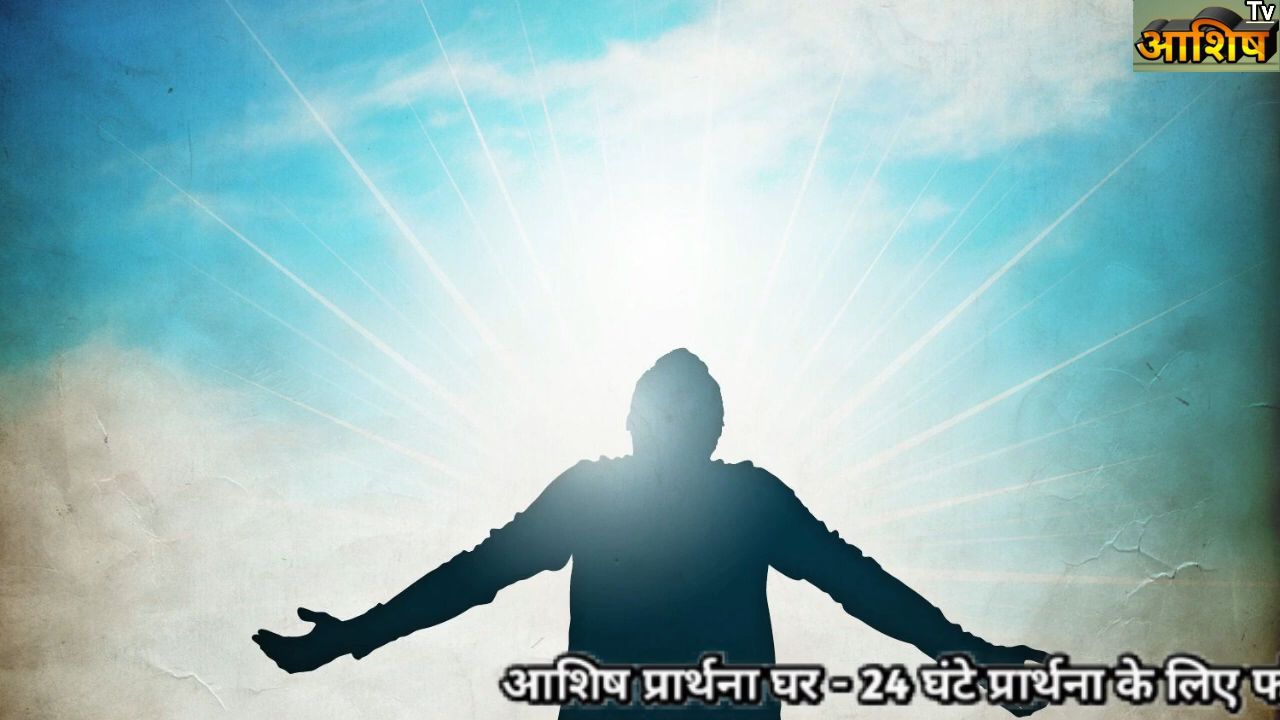 Tv
आशिष
आशिष प्रार्थना घर - 24 घंटे प्रार्थना के लिए